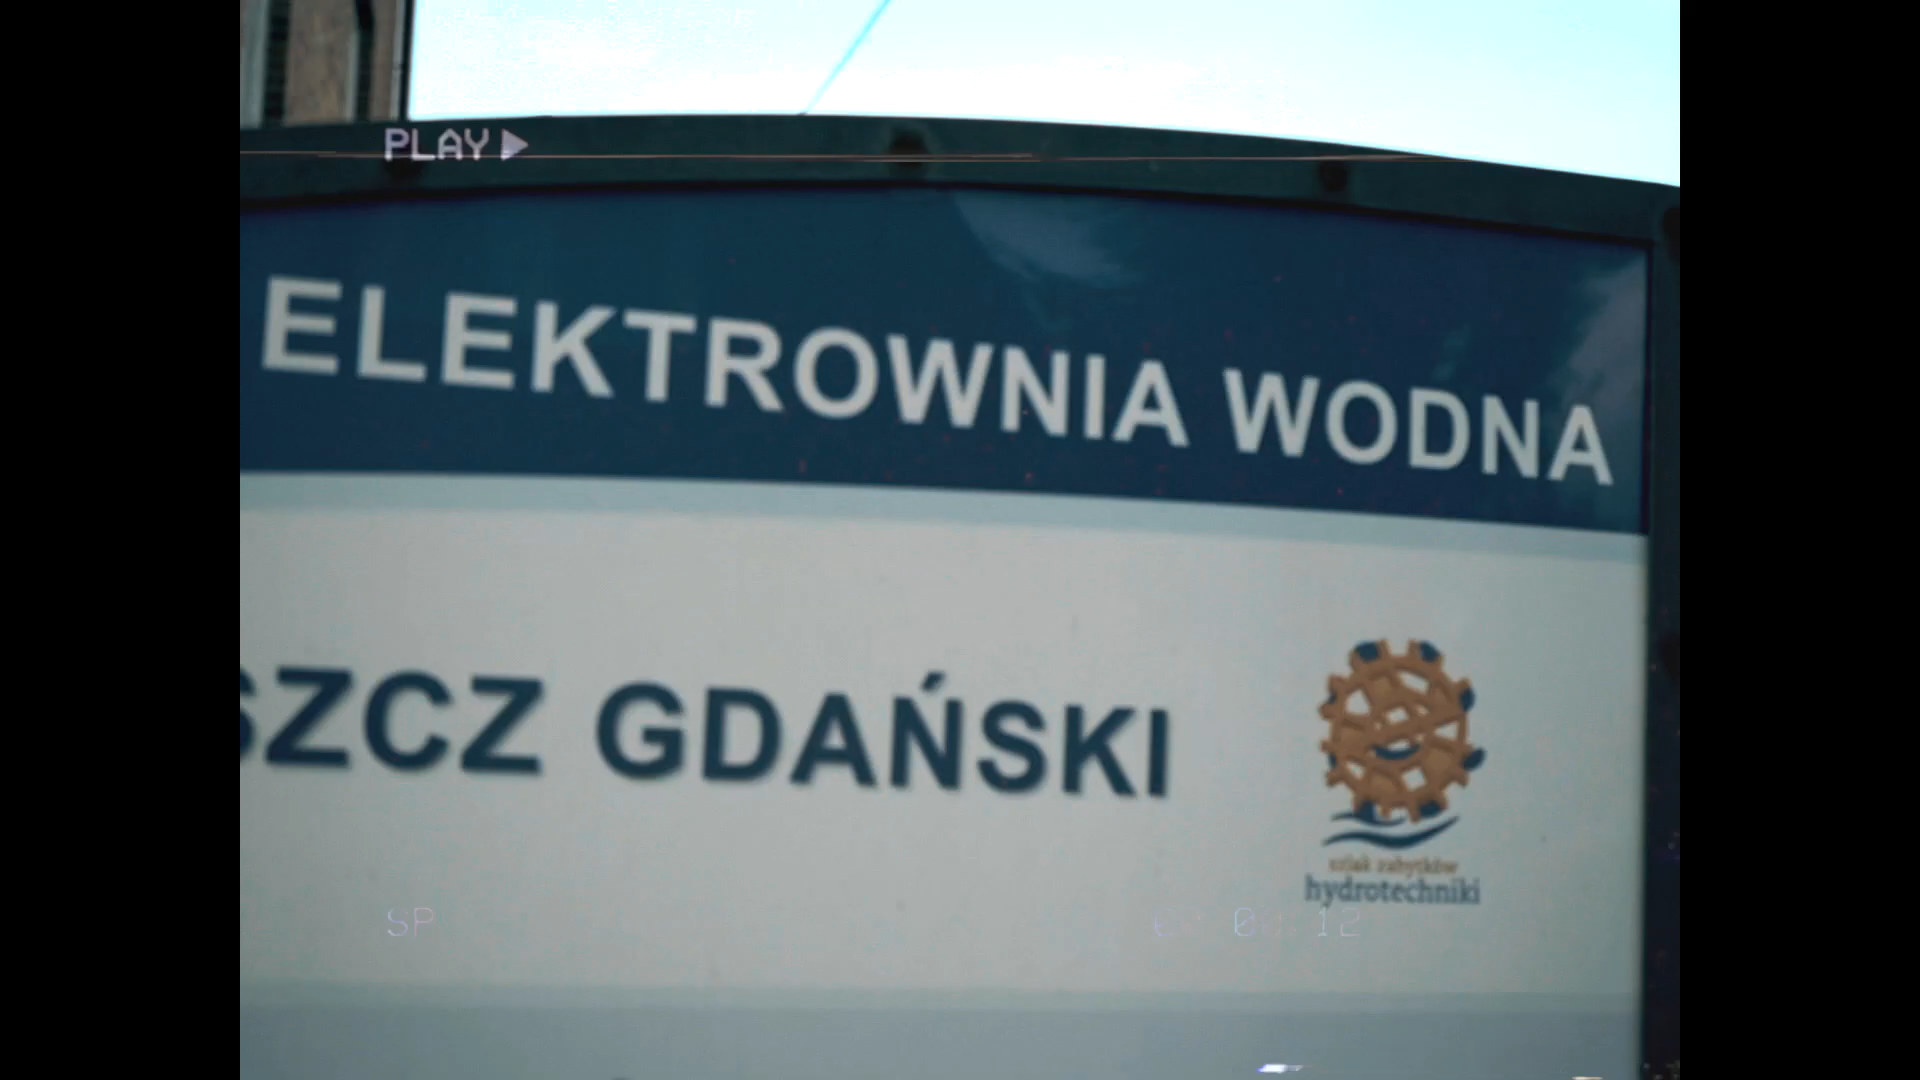 PLAY
ELEKTROWNIA WODNA
SZCZ GDAŃSKI
szlak zabytków
hydrotechniki
SP